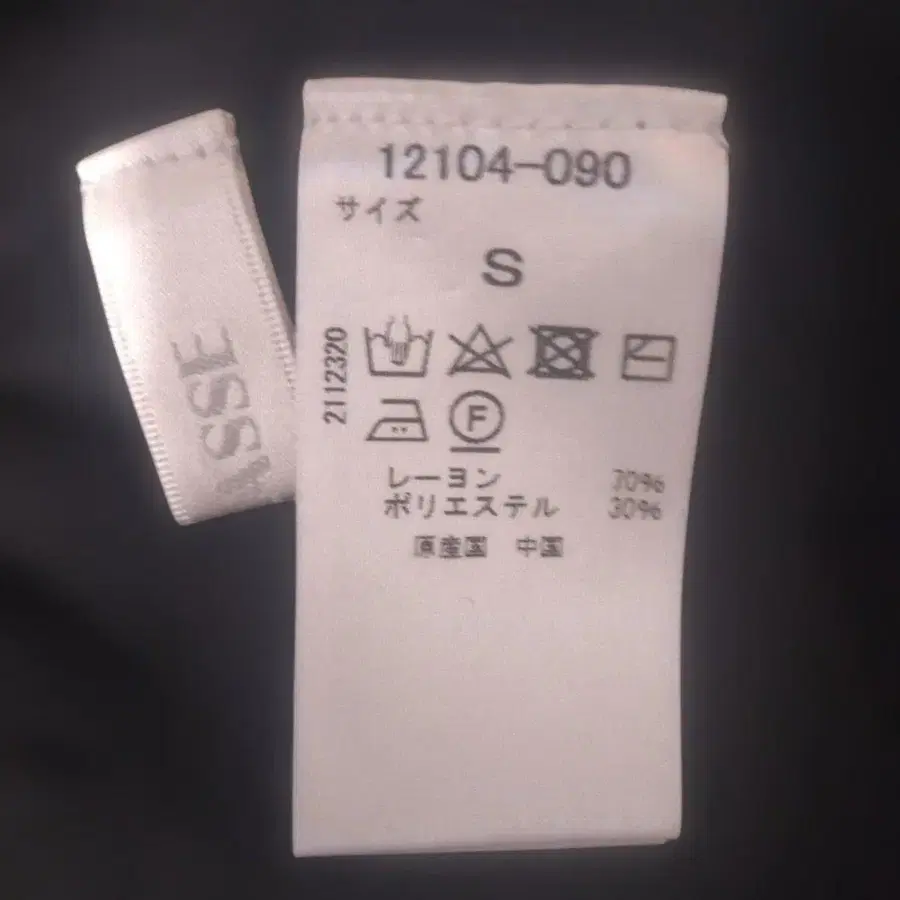 12104-090
サイズ
S
2112320
F
レーヨン 70%
ポリエステル 30%
原産国 中国
SSE